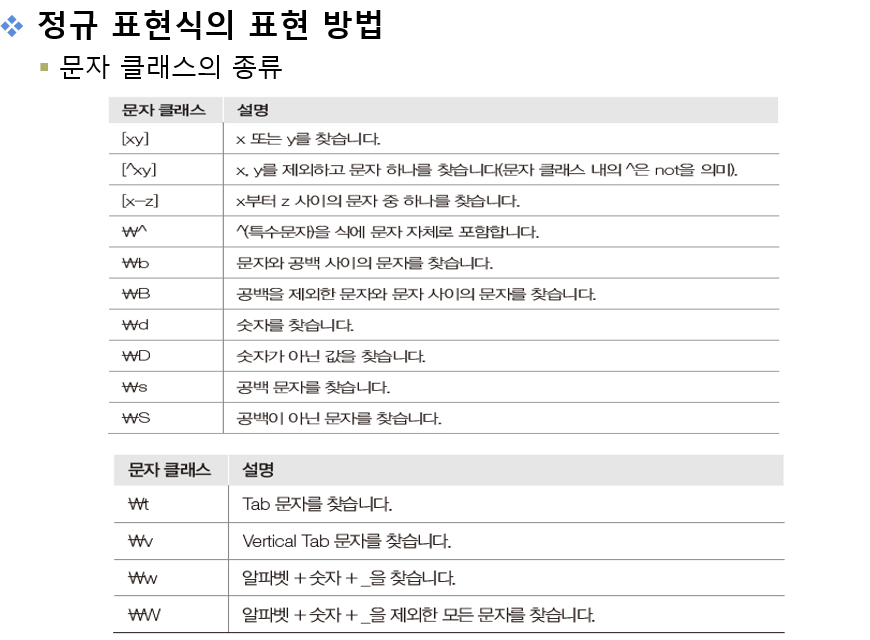 정규 표현식의 표현 방법
문자 클래스의 종류
문자 클래스 설명
[xy] x 또는 y를 찾습니다.
[^xy] x, y를 제외하고 문자 하나를 찾습니다(문자 클래스 내의 ^은 not을 의미).
[x-z] x부터 z 사이의 문자 중 하나를 찾습니다.
₩^ ^(특수문자)을 식에 문자 자체로 포함합니다.
₩b 문자와 공백 사이의 문자를 찾습니다.
₩B 공백을 제외한 문자와 문자 사이의 문자를 찾습니다.
₩d 숫자를 찾습니다.
₩D 숫자가 아닌 값을 찾습니다.
₩s 공백 문자를 찾습니다.
₩S 공백이 아닌 문자를 찾습니다.
문자 클래스 설명
₩t Tab 문자를 찾습니다.
₩v Vertical Tab 문자를 찾습니다.
₩w 알파벳 + 숫자 + _을 찾습니다.
₩W 알파벳 + 숫자 + _을 제외한 모든 문자를 찾습니다.